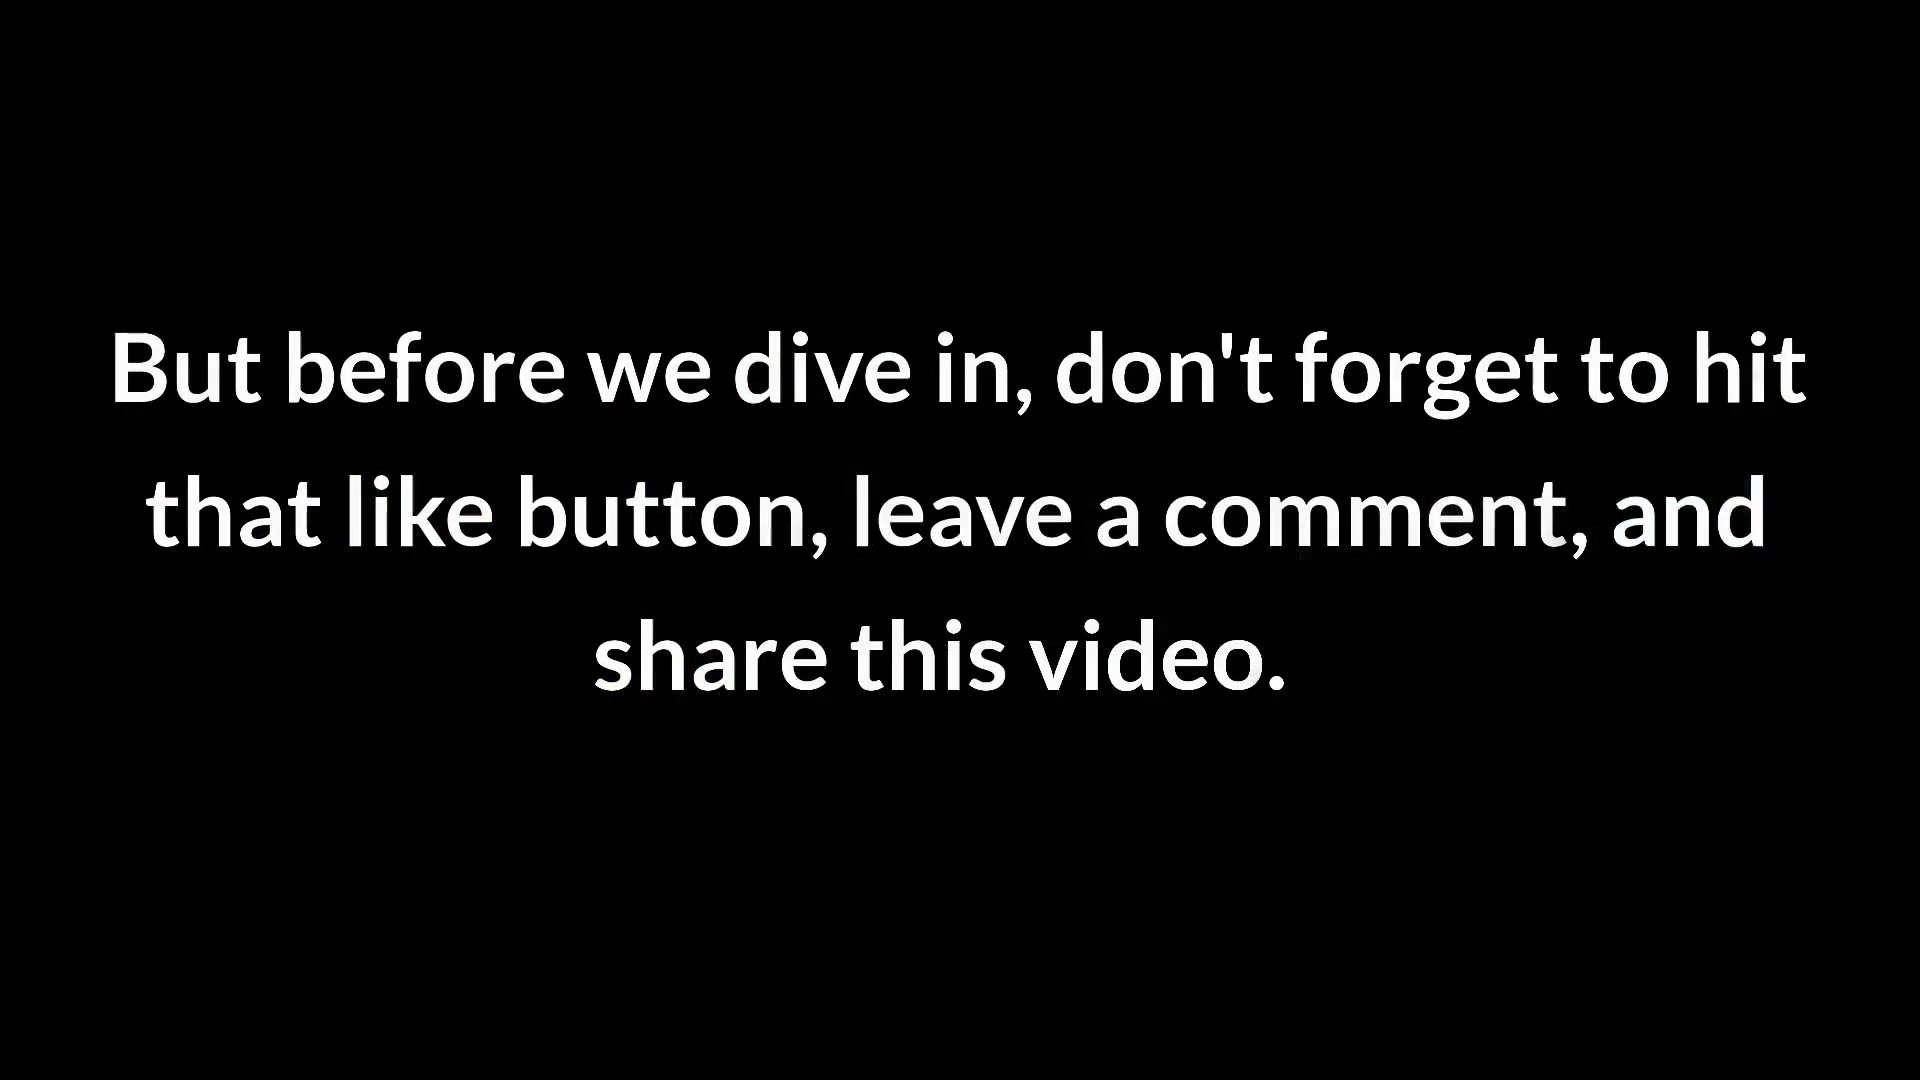 But before we dive in, don't forget to hit
that like button, leave a comment, and
share this video.